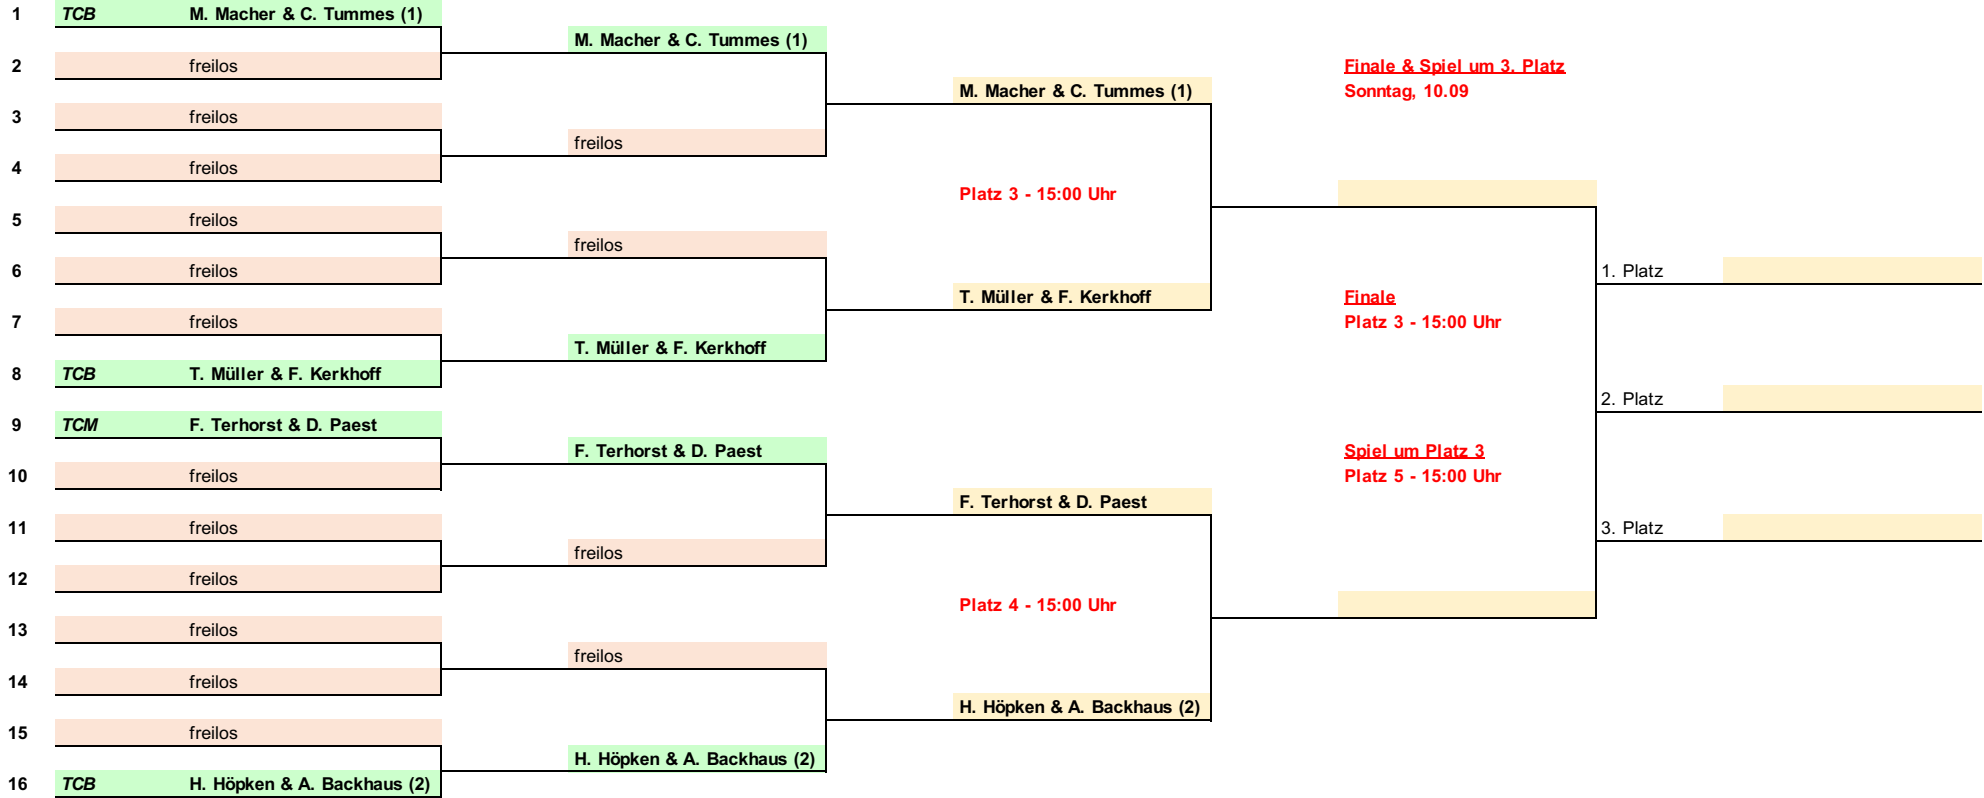 1 TCB M. Macher & C. Tummes (1)
M. Macher & C. Tummes (1)
2 freilos
Finale & Spiel um 3. Platz
M. Macher & C. Tummes (1)
Sonntag, 10.09
3 freilos
freilos
4 freilos
Platz 3 - 15:00 Uhr
5 freilos
freilos
6 freilos
1. Platz
T. Müller & F. Kerkhoff
Finale
7 freilos
Platz 3 - 15:00 Uhr
T. Müller & F. Kerkhoff
8 TCB T. Müller & F. Kerkhoff
2. Platz
9 TCM F. Terhorst & D. Paest
F. Terhorst & D. Paest
Spiel um Platz 3
10 freilos
Platz 5 - 15:00 Uhr
F. Terhorst & D. Paest
11 freilos
3. Platz
freilos
12 freilos
Platz 4 - 15:00 Uhr
13 freilos
freilos
14 freilos
H. Höpken & A. Backhaus (2)
15 freilos
H. Höpken & A. Backhaus (2)
16 TCB H. Höpken & A. Backhaus (2)